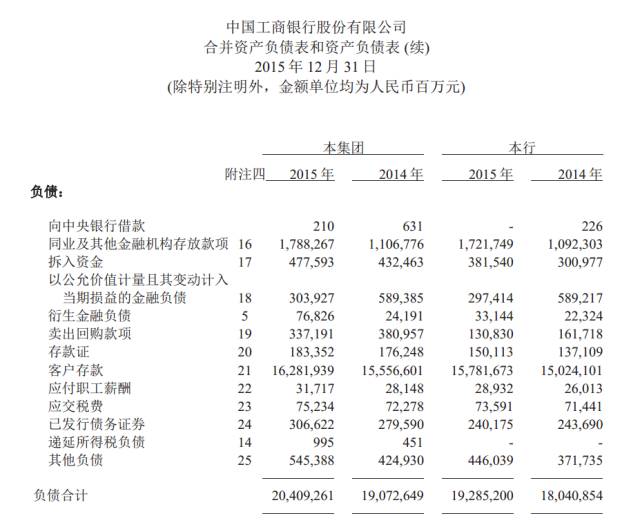 中国工商银行股份有限公司
合并资产负债表和资产负债表 (续)
2015 年 12 月 31 日
(除特别注明外，金额单位均为人民币百万元)
本集团 本行
附注四 2015 年 2014 年 2015 年 2014 年
负债：
向中央银行借款 210 631 - 226
同业及其他金融机构存放款项 16 1,788,267 1,106,776 1,721,749 1,092,303
拆入资金 17 477,593 432,463 381,540 300,977
以公允价值计量且其变动计入
当期损益的金融负债 18 303,927 589,385 297,414 589,217
衍生金融负债 5 76,826 24,191 33,144 22,324
卖出回购款项 19 337,191 380,957 130,830 161,718
存款证 20 183,352 176,248 150,113 137,109
客户存款 21 16,281,939 15,556,601 15,781,673 15,024,101
应付职工薪酬 22 31,717 28,148 28,932 26,013
应交税费 23 75,234 72,278 73,591 71,441
已发行债务证券 24 306,622 279,590 240,175 243,690
递延所得税负债 14 995 451 - -
其他负债 25 545,388 424,930 446,039 371,735
负债合计 20,409,261 19,072,649 19,285,200 18,040,854